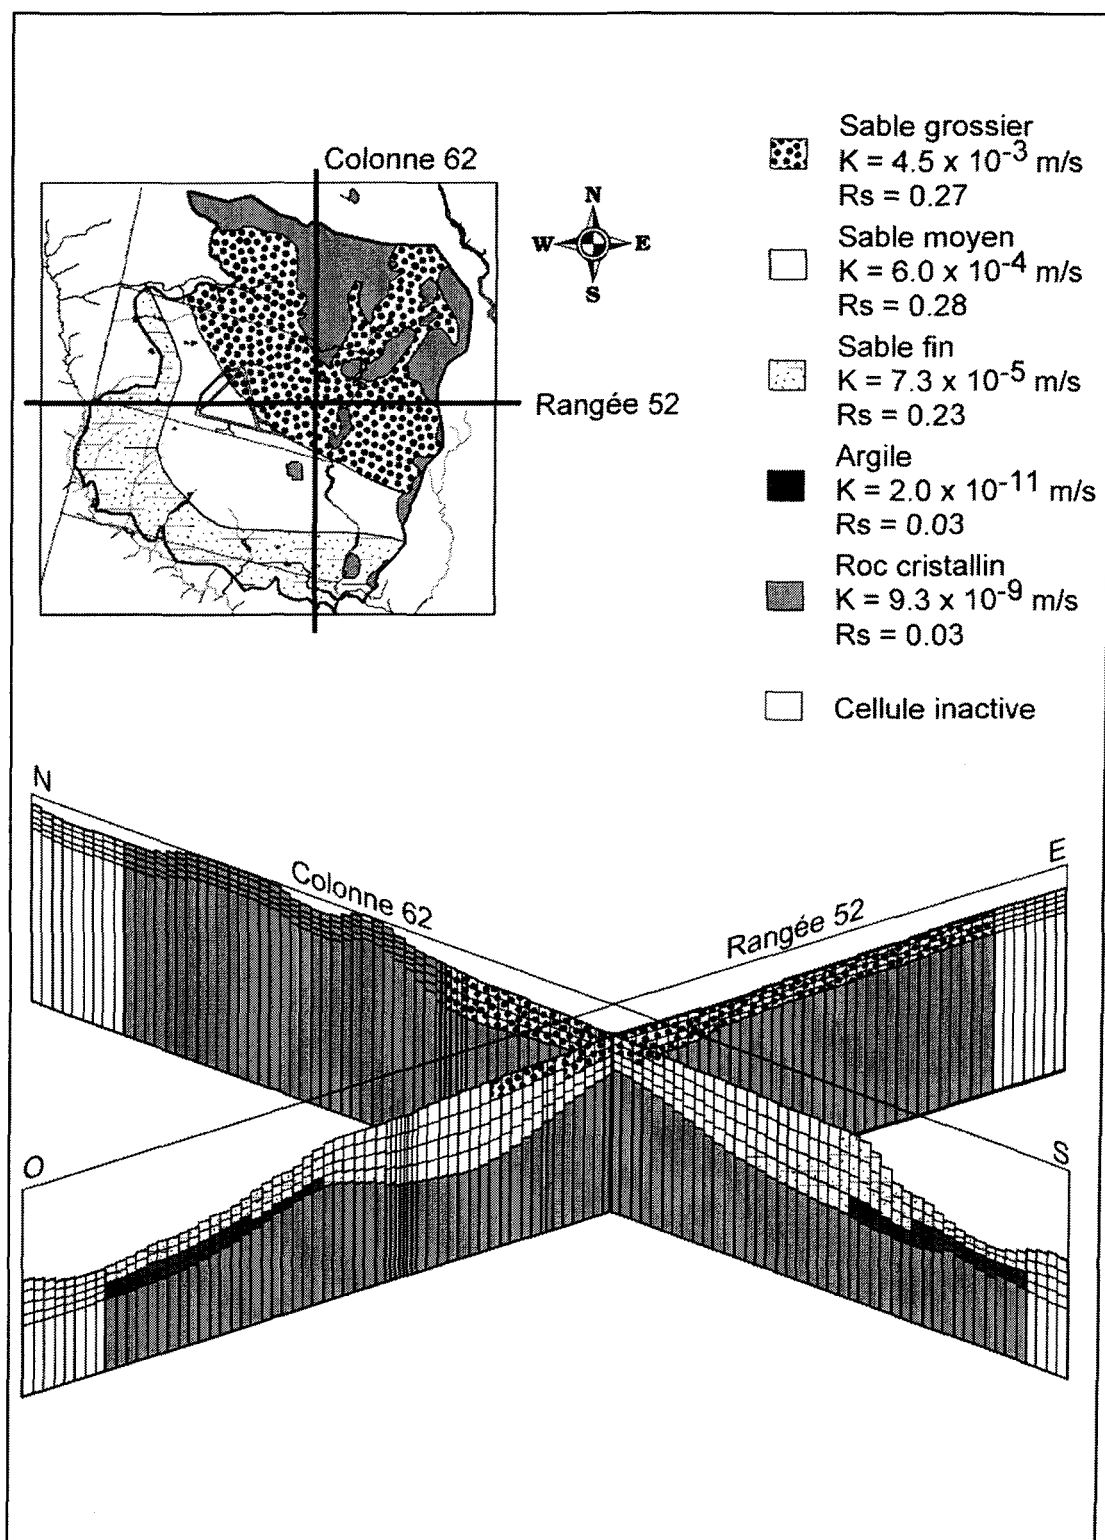 Colonne 62
N
W E
S
Rangée 52
Sable grossier
K = 4.5 x 10-3 m/s
Rs = 0.27
Sable moyen
K = 6.0 x 10-4 m/s
Rs = 0.28
Sable fin
K = 7.3 x 10-5 m/s
Rs = 0.23
Argile
K = 2.0 x 10-11 m/s
Rs = 0.03
Roc cristallin
K = 9.3 x 10-9 m/s
Rs = 0.03
Cellule inactive
N
E
Colonne 62
Rangée 52
O
S